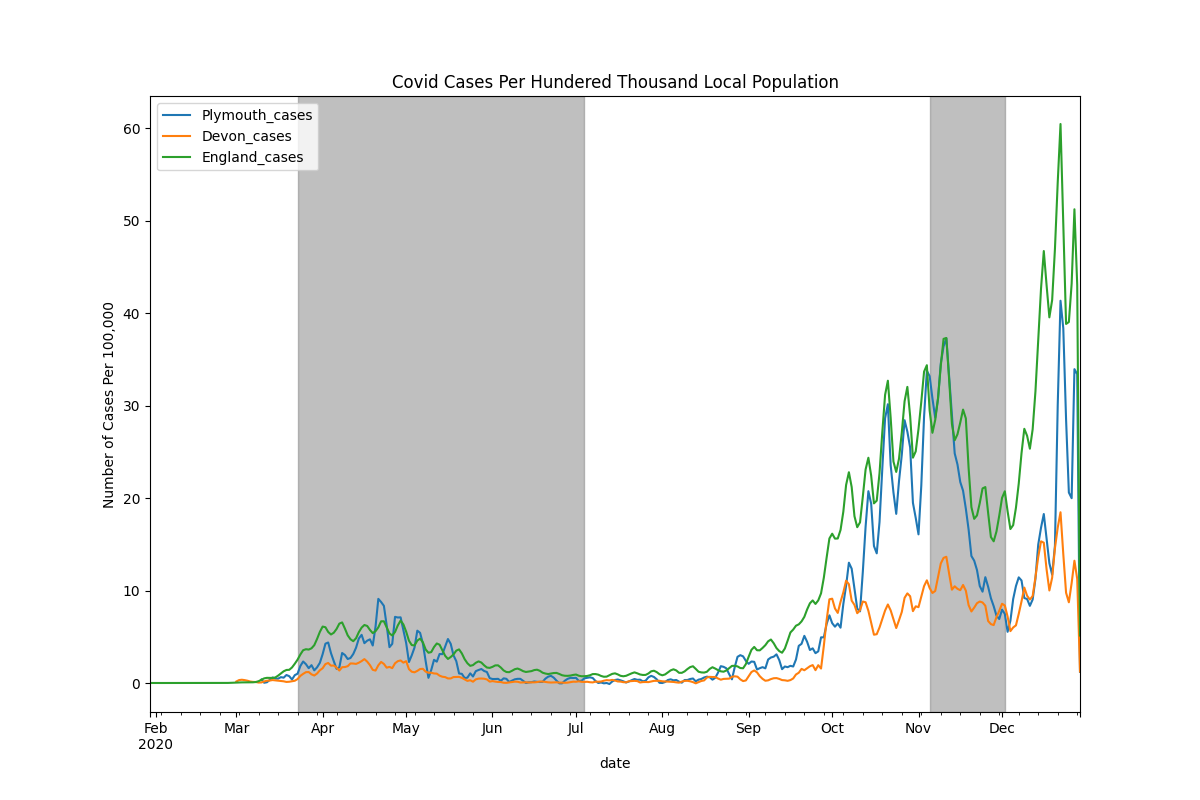 Covid Cases Per Hundered Thousand Local Population
Plymouth_cases
Devon_cases
England_cases
Number of Cases Per 100,000
60
50
40
30
20
10
0
Feb Mar Apr May Jun Jul Aug Sep Oct Nov Dec
2020
date